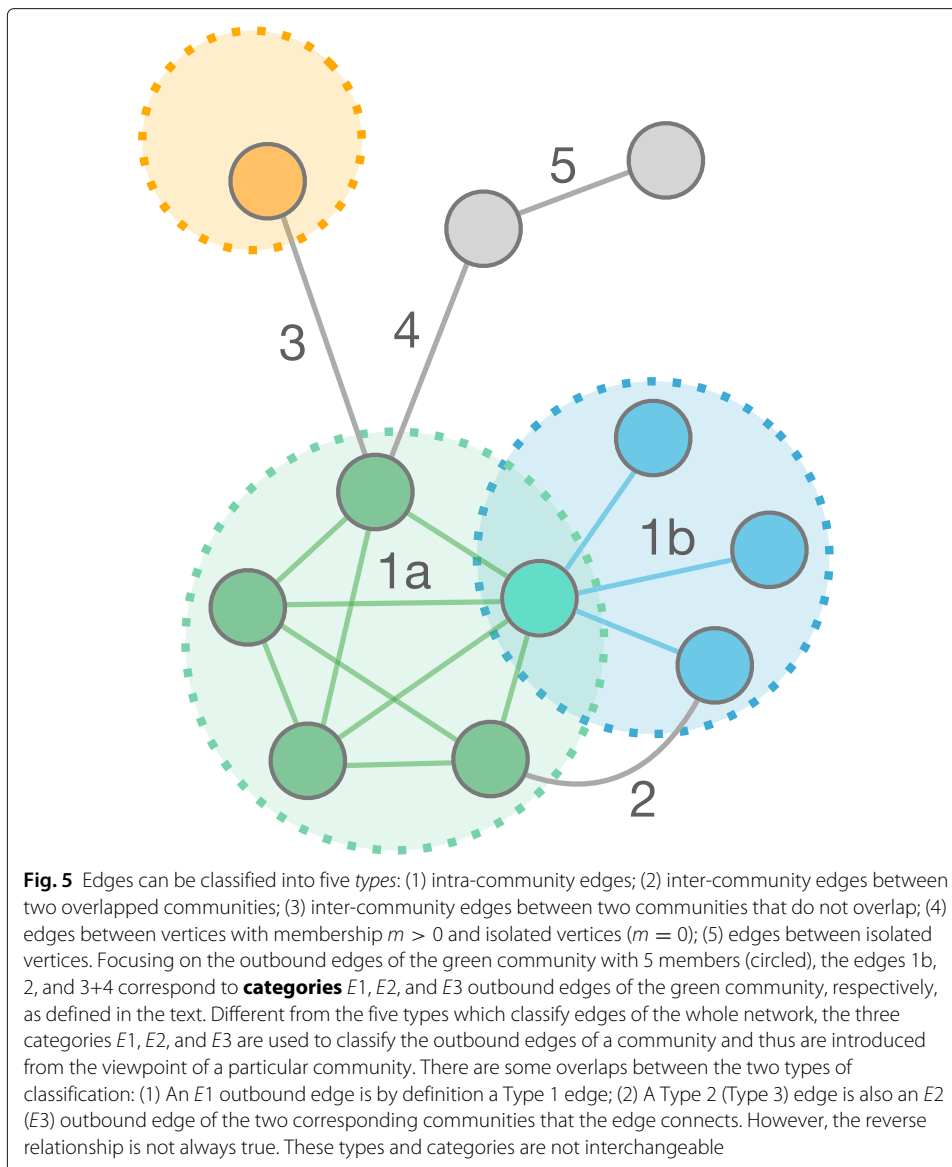 5
3
4
1b
1a
2
Fig. 5 Edges can be classified into five types: (1) intra-community edges; (2) inter-community edges between
two overlapped communities; (3) inter-community edges between two communities that do not overlap; (4)
edges between vertices with membership m > 0 and isolated vertices (m = 0); (5) edges between isolated
vertices. Focusing on the outbound edges of the green community with 5 members (circled), the edges 1b,
2, and 3+4 correspond to categories E1, E2, and E3 outbound edges of the green community, respectively,
as defined in the text. Different from the five types which classify edges of the whole network, the three
categories E1, E2, and E3 are used to classify the outbound edges of a community and thus are introduced
from the viewpoint of a particular community. There are some overlaps between the two types of
classification: (1) An E1 outbound edge is by definition a Type 1 edge; (2) A Type 2 (Type 3) edge is also an E2
(E3) outbound edge of the two corresponding communities that the edge connects. However, the reverse
relationship is not always true. These types and categories are not interchangeable